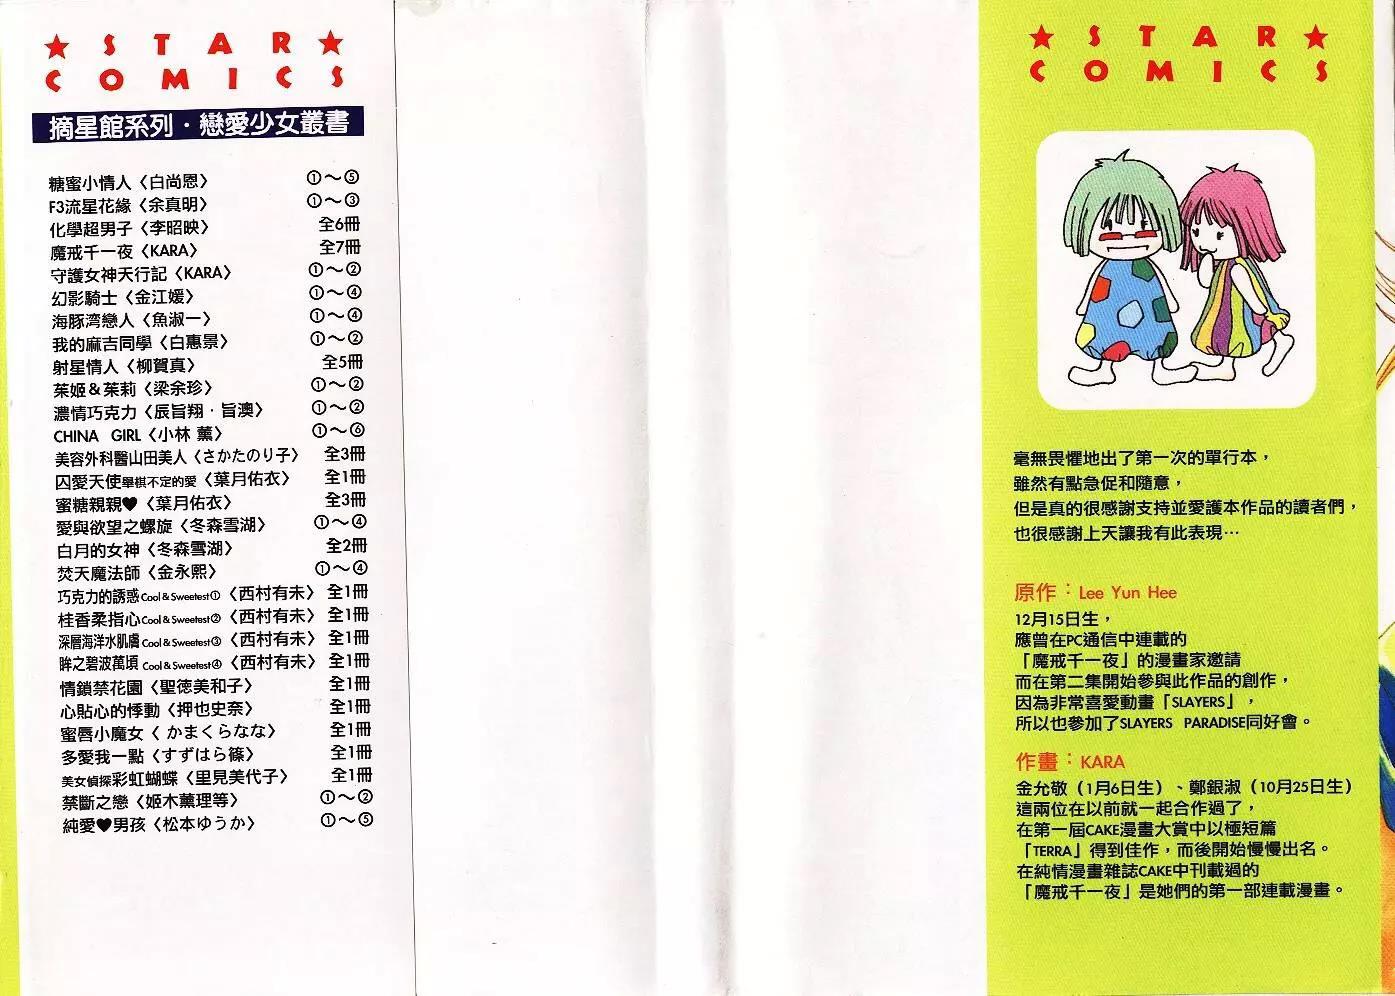 ★STAR★
COMICS
摘星館系列・戀愛少女叢書
糖蜜小情人〈白尚恩〉 ①～⑤
F3流星花緣〈余真明〉 ①～③
化學超男子〈李昭映〉 全6冊
魔戒千一夜〈KARA〉 全7冊
守護女神天行記〈KARA〉 ①～②
幻影騎士〈金江媛〉 ①～④
海豚湾戀人〈魚淑一〉 ①～④
我的麻吉同學〈白惠景〉 ①～②
射星情人〈柳賀真〉 全5冊
茱姬＆茱莉〈梁余珍〉 ①～②
濃情巧克力〈辰旨翔・旨澳〉 ①～②
CHINA GIRL〈小林 薰〉 ①～⑥
美容外科醫山田美人〈さかたのり子〉 全3冊
囚愛天使舉棋不定的愛〈葉月佑衣〉 全1冊
蜜糖親親♥〈葉月佑衣〉 全3冊
愛與欲望之螺旋〈冬森雪湖〉 ①～④
白月的女神〈冬森雪湖〉 全2冊
焚天魔法師〈金永熙〉 ①～④
巧克力的誘惑Cool & Sweetest①〈西村有未〉 全1冊
桂香柔指心Cool & Sweetest②〈西村有未〉 全1冊
深層海洋水肌膚Cool & Sweetest③〈西村有未〉 全1冊
眸之碧波萬頃Cool & Sweetest④〈西村有未〉 全1冊
情鎖禁花園〈聖徳美和子〉 全1冊
心貼心的悸動〈押也史奈〉 全1冊
蜜唇小魔女〈かまくらなな〉 全1冊
多愛我一點〈すずはら篠〉 全1冊
美女偵探彩虹蝴蝶〈里見美代子〉 全1冊
禁斷之戀〈姬木薰理等〉 ①～②
純愛♥男孩〈松本ゆうか〉 ①～⑤
★STAR★
COMICS
毫無畏懼地出了第一次的單行本，
雖然有點急促和隨意，
但是真的很感謝支持並愛護本作品的讀者們，
也很感謝上天讓我有此表現…
原作：Lee Yun Hee
12月15日生，
應曾在PC通信中連載的
「魔戒千一夜」的漫畫家邀請
而在第二集開始參與此作品的創作，
因為非常喜愛動畫「SLAYERS」，
所以也參加了SLAYERS PARADISE同好會。
作畫：KARA
金允敬（1月6日生）、鄭銀淑（10月25日生）
這兩位在以前就一起合作過了，
在第一屆CAKE漫畫大賞中以極短篇
「TERRA」得到佳作，而後開始慢慢出名。
在純情漫畫雜誌CAKE中刊載過的
「魔戒千一夜」是她們的第一部連載漫畫。